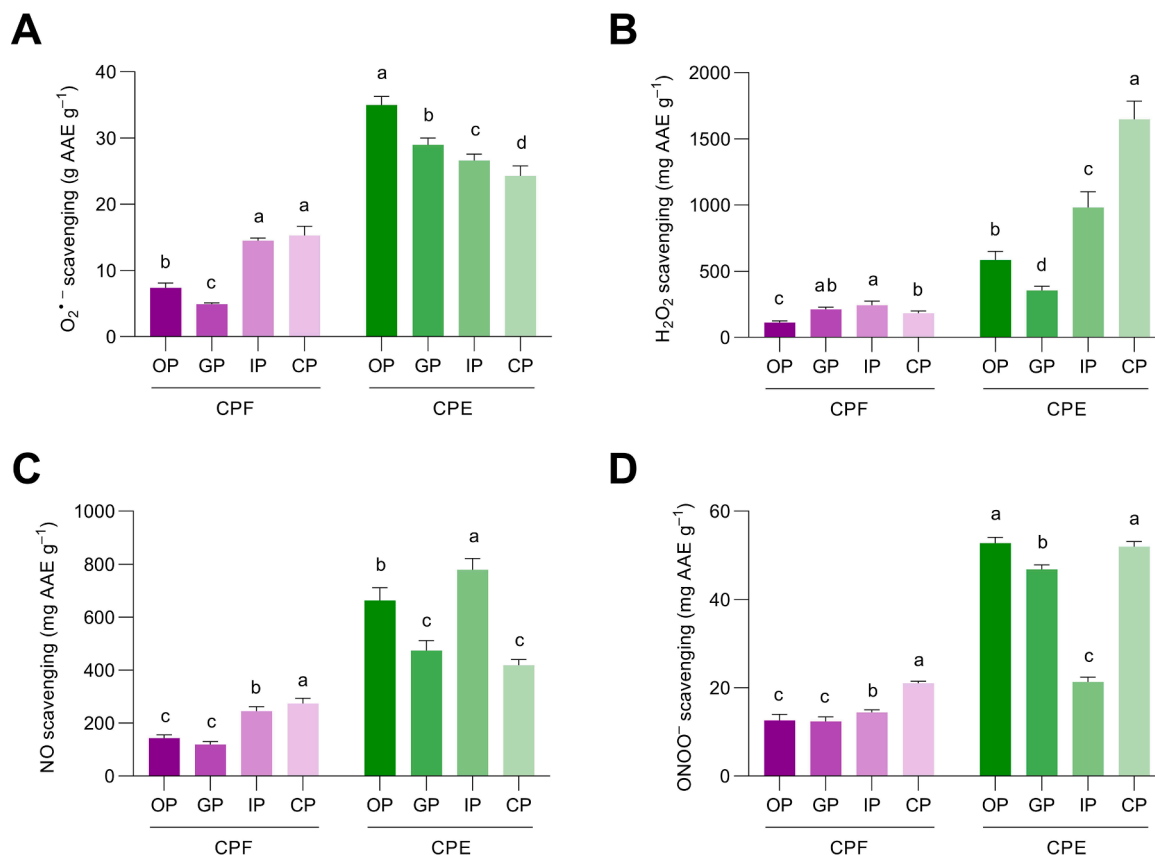 A
O₂•⁻ scavenging (g AAE g⁻¹)
40
30
20
10
0
a
b
c
d
b
c
a
a
OP GP IP CP OP GP IP CP
CPF CPE
B
H₂O₂ scavenging (mg AAE g⁻¹)
2000
1500
1000
500
0
a
c
b
d
c
ab
a
b
OP GP IP CP OP GP IP CP
CPF CPE
C
NO scavenging (mg AAE g⁻¹)
1000
800
600
400
200
0
a
b
c
c
c
c
b
a
OP GP IP CP OP GP IP CP
CPF CPE
D
ONOO⁻ scavenging (mg AAE g⁻¹)
60
40
20
0
a
b
c
a
c
c
b
a
OP GP IP CP OP GP IP CP
CPF CPE